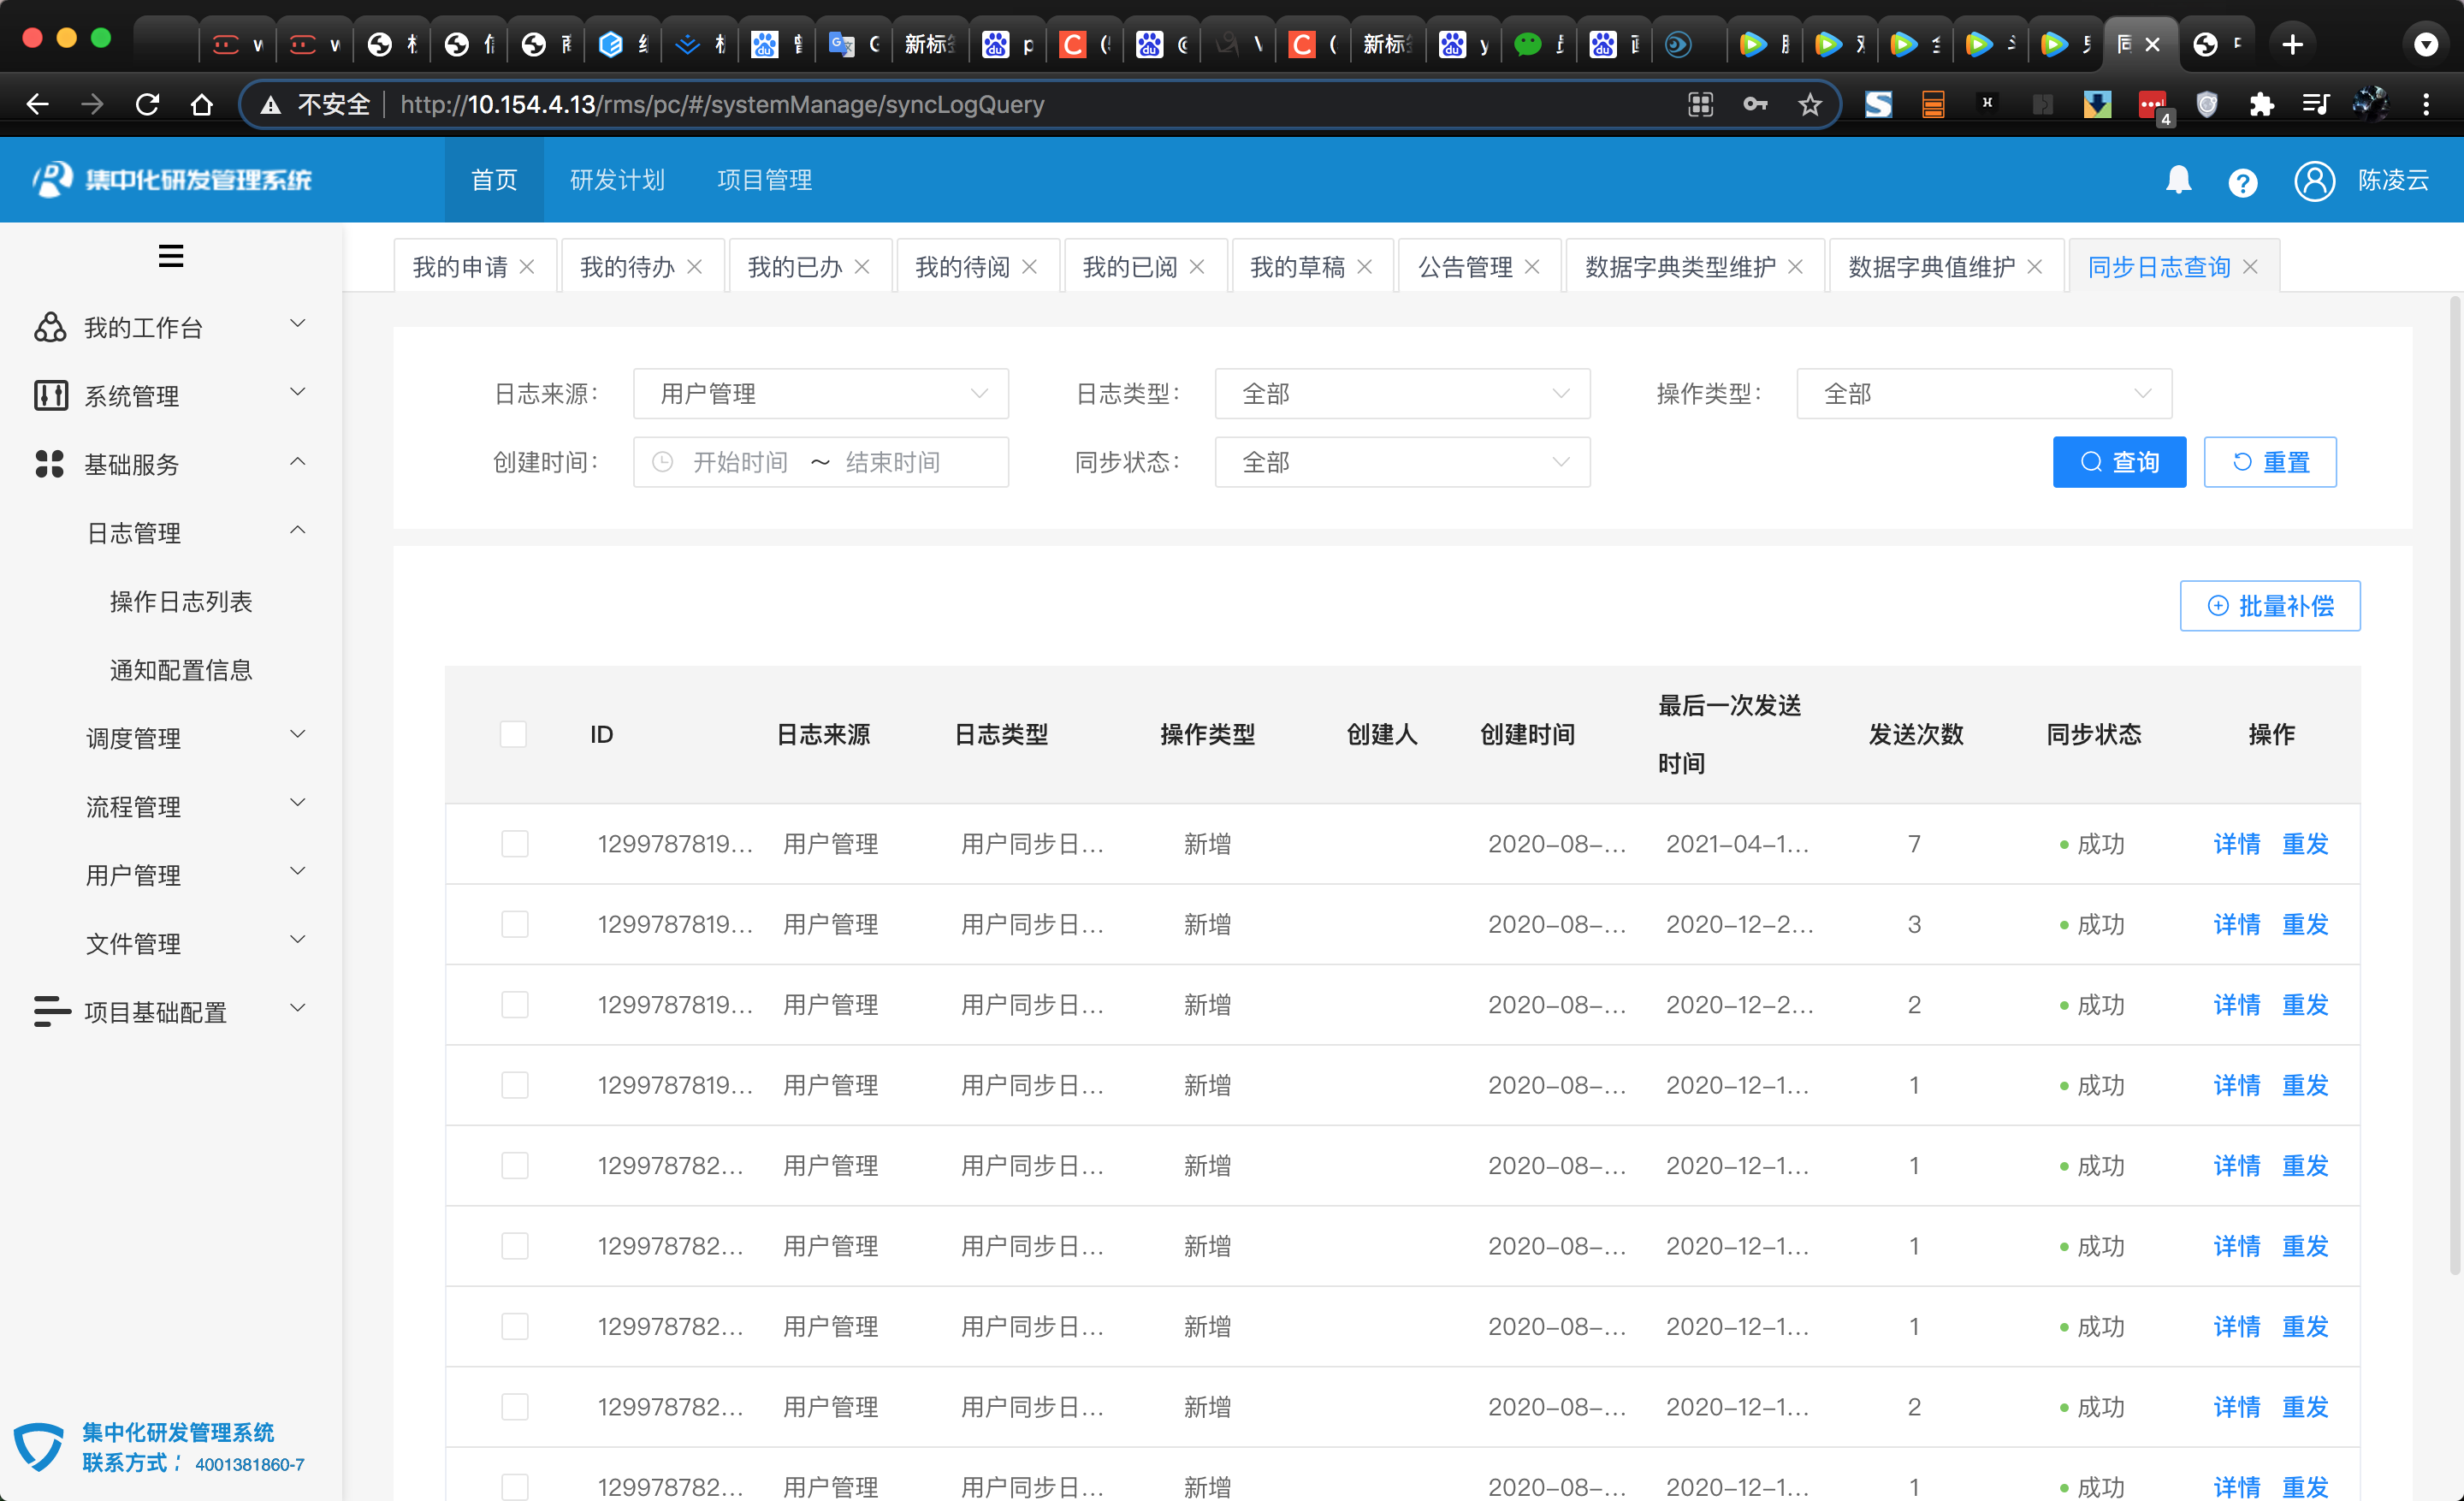 新标
新标
不安全 http://10.154.4.13/rms/pc/#/systemManage/syncLogQuery
4
集中化研发管理系统 首页 研发计划 项目管理 陈凌云
我的申请 我的待办 我的已办 我的待阅 我的已阅 我的草稿 公告管理 数据字典类型维护 数据字典值维护 同步日志查询
我的工作台
系统管理
基础服务
日志管理
操作日志列表
通知配置信息
调度管理
流程管理
用户管理
文件管理
项目基础配置
集中化研发管理系统
联系方式： 4001381860-7
日志来源： 用户管理 日志类型： 全部 操作类型： 全部
创建时间： 开始时间 ~ 结束时间 同步状态： 全部 查询 重置
批量补偿
ID 日志来源 日志类型 操作类型 创建人 创建时间 最后一次发送时间 发送次数 同步状态 操作
1299787819... 用户管理 用户同步日... 新增 2020-08-... 2021-04-1... 7 成功 详情 重发
1299787819... 用户管理 用户同步日... 新增 2020-08-... 2020-12-2... 3 成功 详情 重发
1299787819... 用户管理 用户同步日... 新增 2020-08-... 2020-12-2... 2 成功 详情 重发
1299787819... 用户管理 用户同步日... 新增 2020-08-... 2020-12-1... 1 成功 详情 重发
129978782... 用户管理 用户同步日... 新增 2020-08-... 2020-12-1... 1 成功 详情 重发
129978782... 用户管理 用户同步日... 新增 2020-08-... 2020-12-1... 1 成功 详情 重发
129978782... 用户管理 用户同步日... 新增 2020-08-... 2020-12-1... 1 成功 详情 重发
129978782... 用户管理 用户同步日... 新增 2020-08-... 2020-12-1... 2 成功 详情 重发
129978782... 用户管理 用户同步日... 新增 2020-08-... 2020-12-1... 1 成功 详情 重发